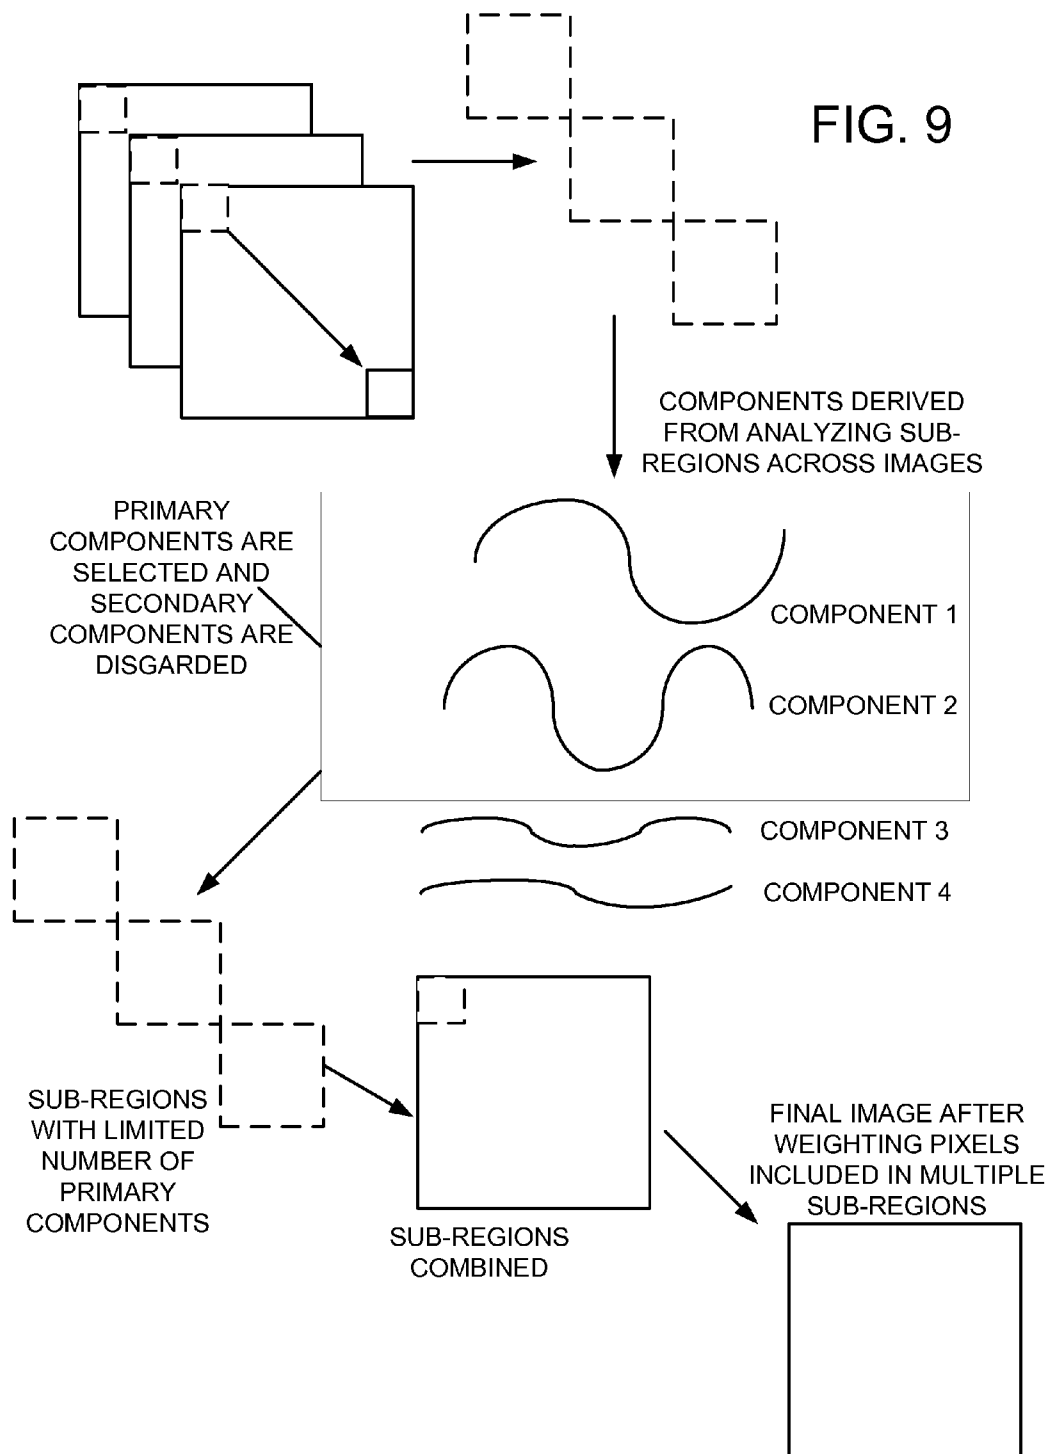 FIG. 9
COMPONENTS DERIVED
FROM ANALYZING SUB-
REGIONS ACROSS IMAGES
PRIMARY
COMPONENTS ARE
SELECTED AND
SECONDARY
COMPONENTS ARE
DISGARDED
COMPONENT 1
COMPONENT 2
COMPONENT 3
COMPONENT 4
SUB-REGIONS
WITH LIMITED
NUMBER OF
PRIMARY
COMPONENTS
SUB-REGIONS
COMBINED
FINAL IMAGE AFTER
WEIGHTING PIXELS
INCLUDED IN MULTIPLE
SUB-REGIONS